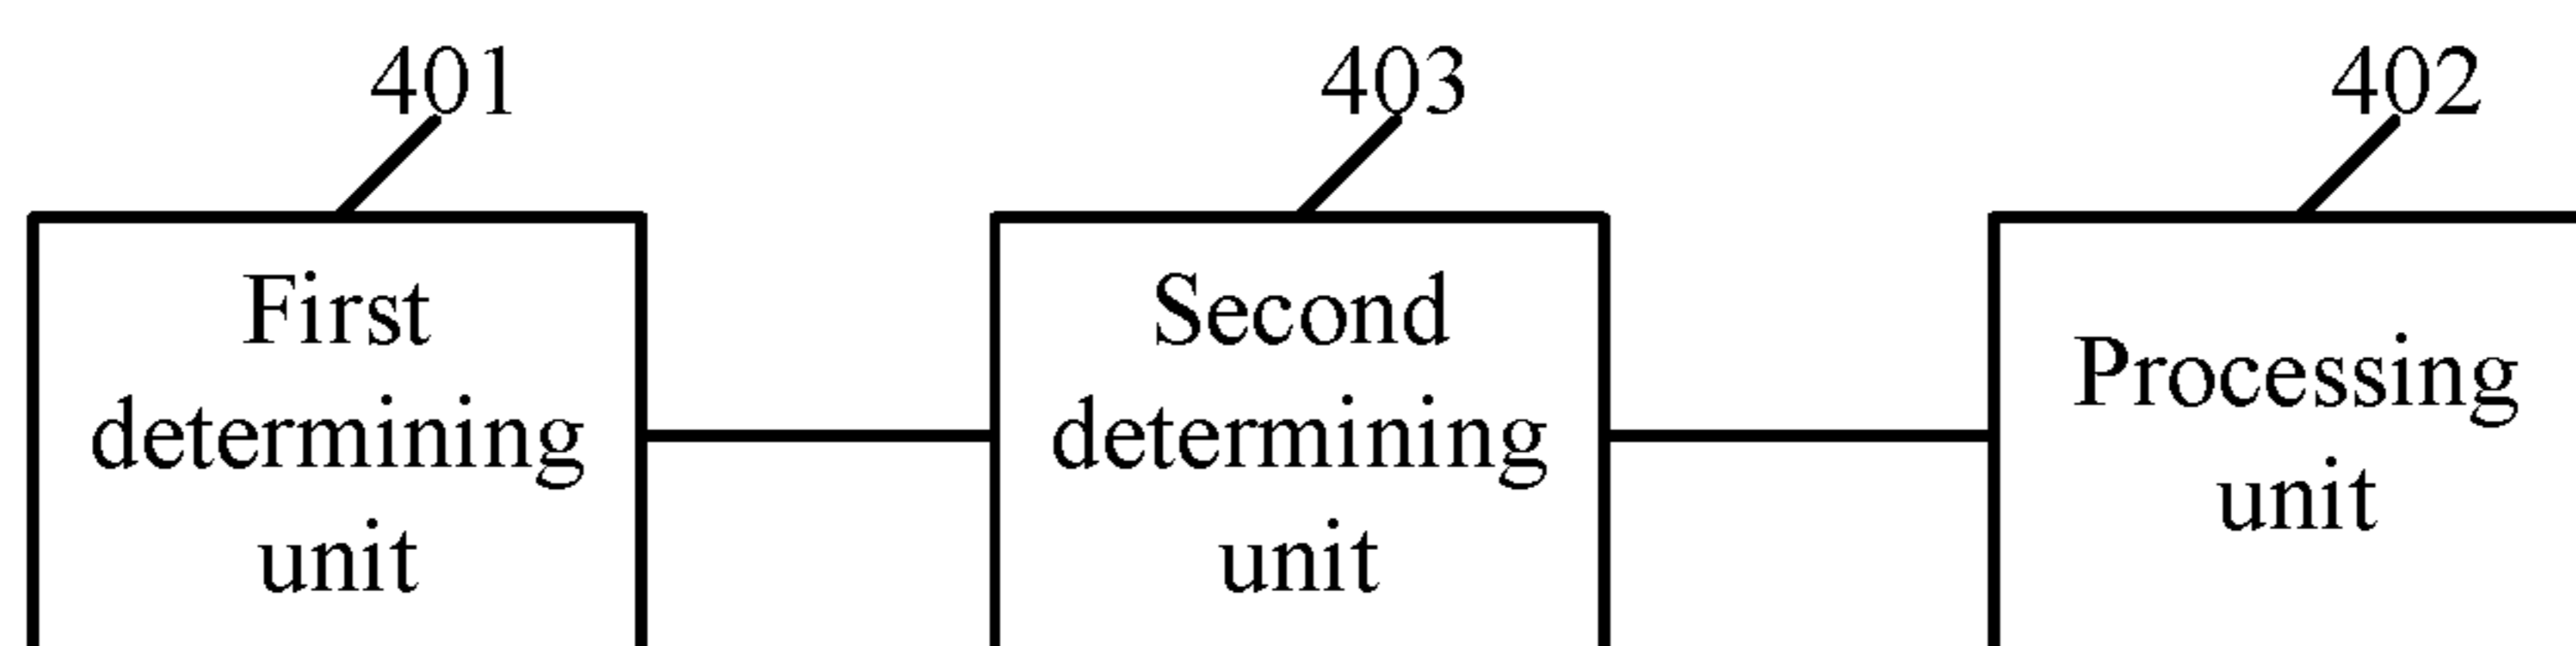 401
403
402
First
determining
unit
Second
determining
unit
Processing
unit